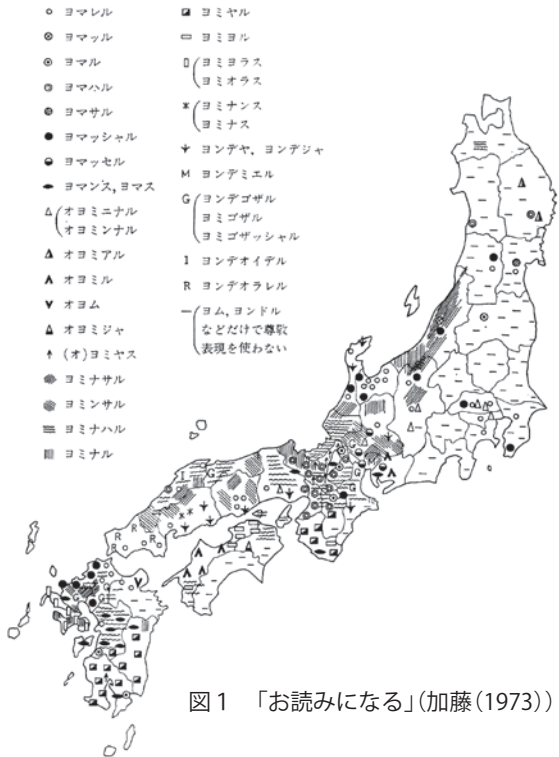 ヨマレル
ヨマッル
ヨマル
ヨマハル
ヨマサル
ヨマッシャル
ヨマッセル
ヨマンス,ヨマス
オヨミニナル
オヨミンナル
オヨミアル
オヨミル
オヨム
オヨミジャ
(オ)ヨミヤス
ヨミナサル
ヨミンサル
ヨミナハル
ヨミナル
ヨミヤル
ヨミヨル
ヨミヨラス
ヨミオラス
ヨミナンス
ヨミナス
ヨンデヤ, ヨンデジャ
M ヨンデミエル
G ヨンデゴザル
ヨミゴザル
ヨミゴザッシャル
I ヨンデオイデル
R ヨンデオラレル
ヨム,ヨンドル
などだけで尊敬
表現を使わない
図1 「お読みになる」(加藤(1973))